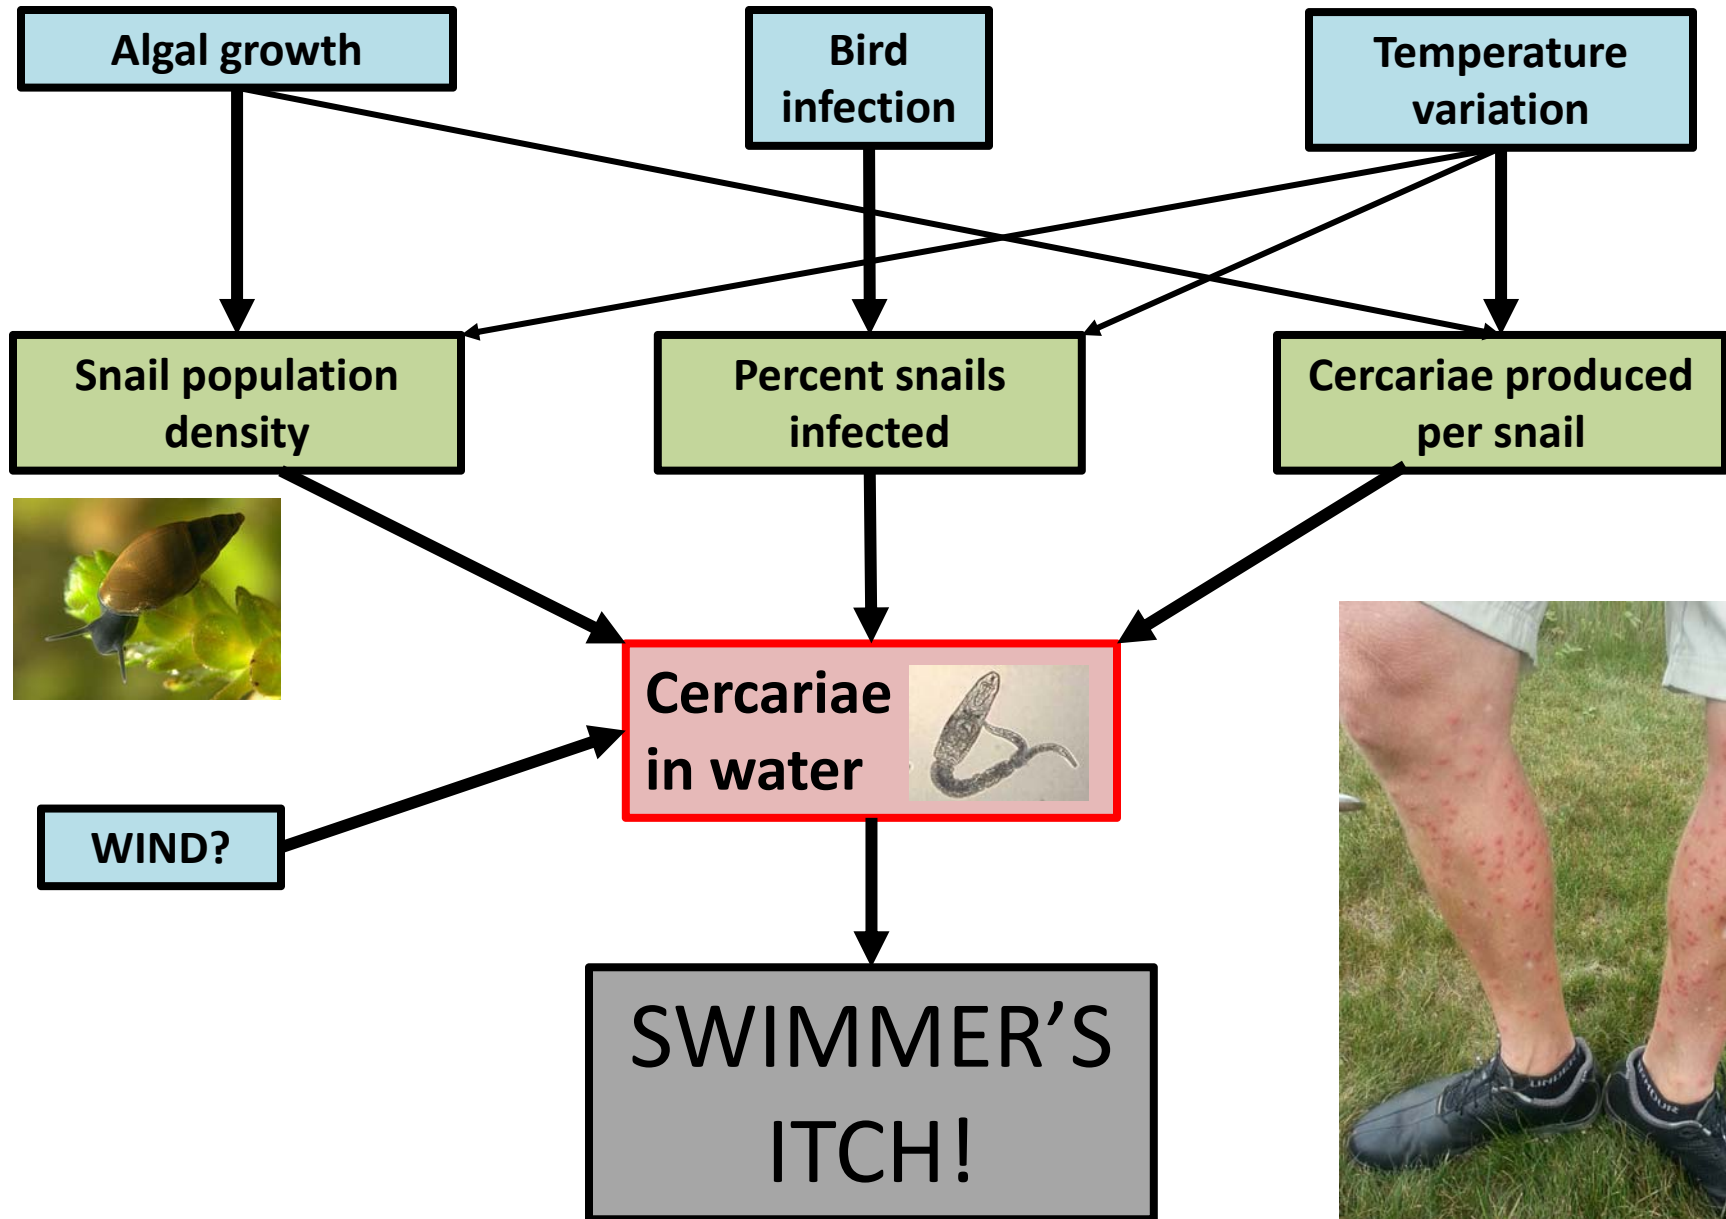 Algal growth
Bird
infection
Temperature
variation
Snail population
density
Percent snails
infected
Cercariae produced
per snail
Cercariae
in water
WIND?
SWIMMER’S
ITCH!
UNDER